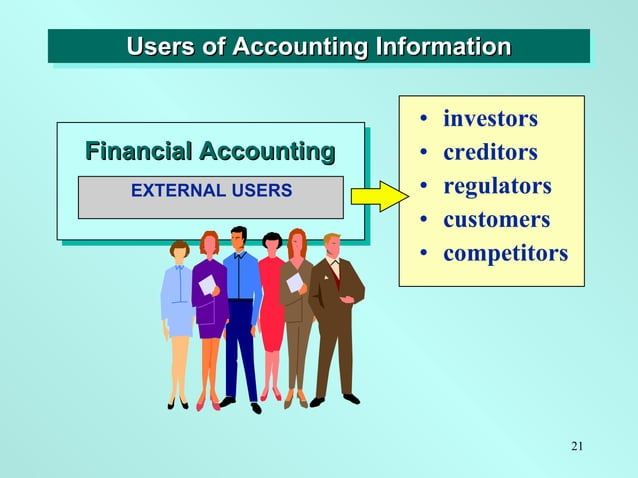 Users of Accounting Information
Financial Accounting
EXTERNAL USERS
• investors
• creditors
• regulators
• customers
• competitors
21